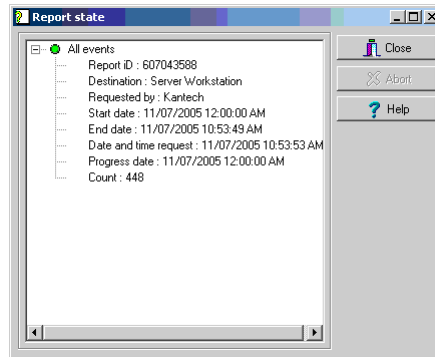 Report state
All events
Report iD : 607043588
Destination : Server Workstation
Requested by : Kantech
Start date : 11/07/2005 12:00:00 AM
End date : 11/07/2005 10:53:49 AM
Date and time request : 11/07/2005 10:53:53 AM
Progress date : 11/07/2005 12:00:00 AM
Count : 448
Close
Abort
Help